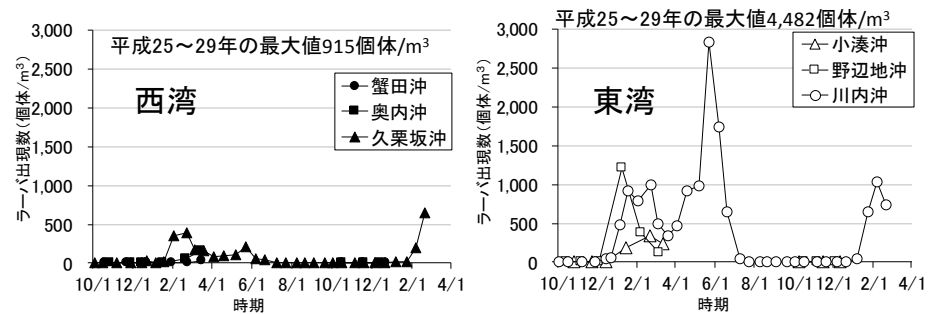 平成25～29年の最大値915個体/m³
西湾
蟹田沖
奥内沖
久栗坂沖
ラーバ出現数(個体/m³)
3,000
2,500
2,000
1,500
1,000
500
0
10/1 12/1 2/1 4/1 6/1 8/1 10/1 12/1 2/1 4/1
時期
平成25～29年の最大値4,482個体/m³
東湾
小湊沖
野辺地沖
川内沖
ラーバ出現数(個体/m³)
3,000
2,500
2,000
1,500
1,000
500
0
10/1 12/1 2/1 4/1 6/1 8/1 10/1 12/1 2/1 4/1
時期